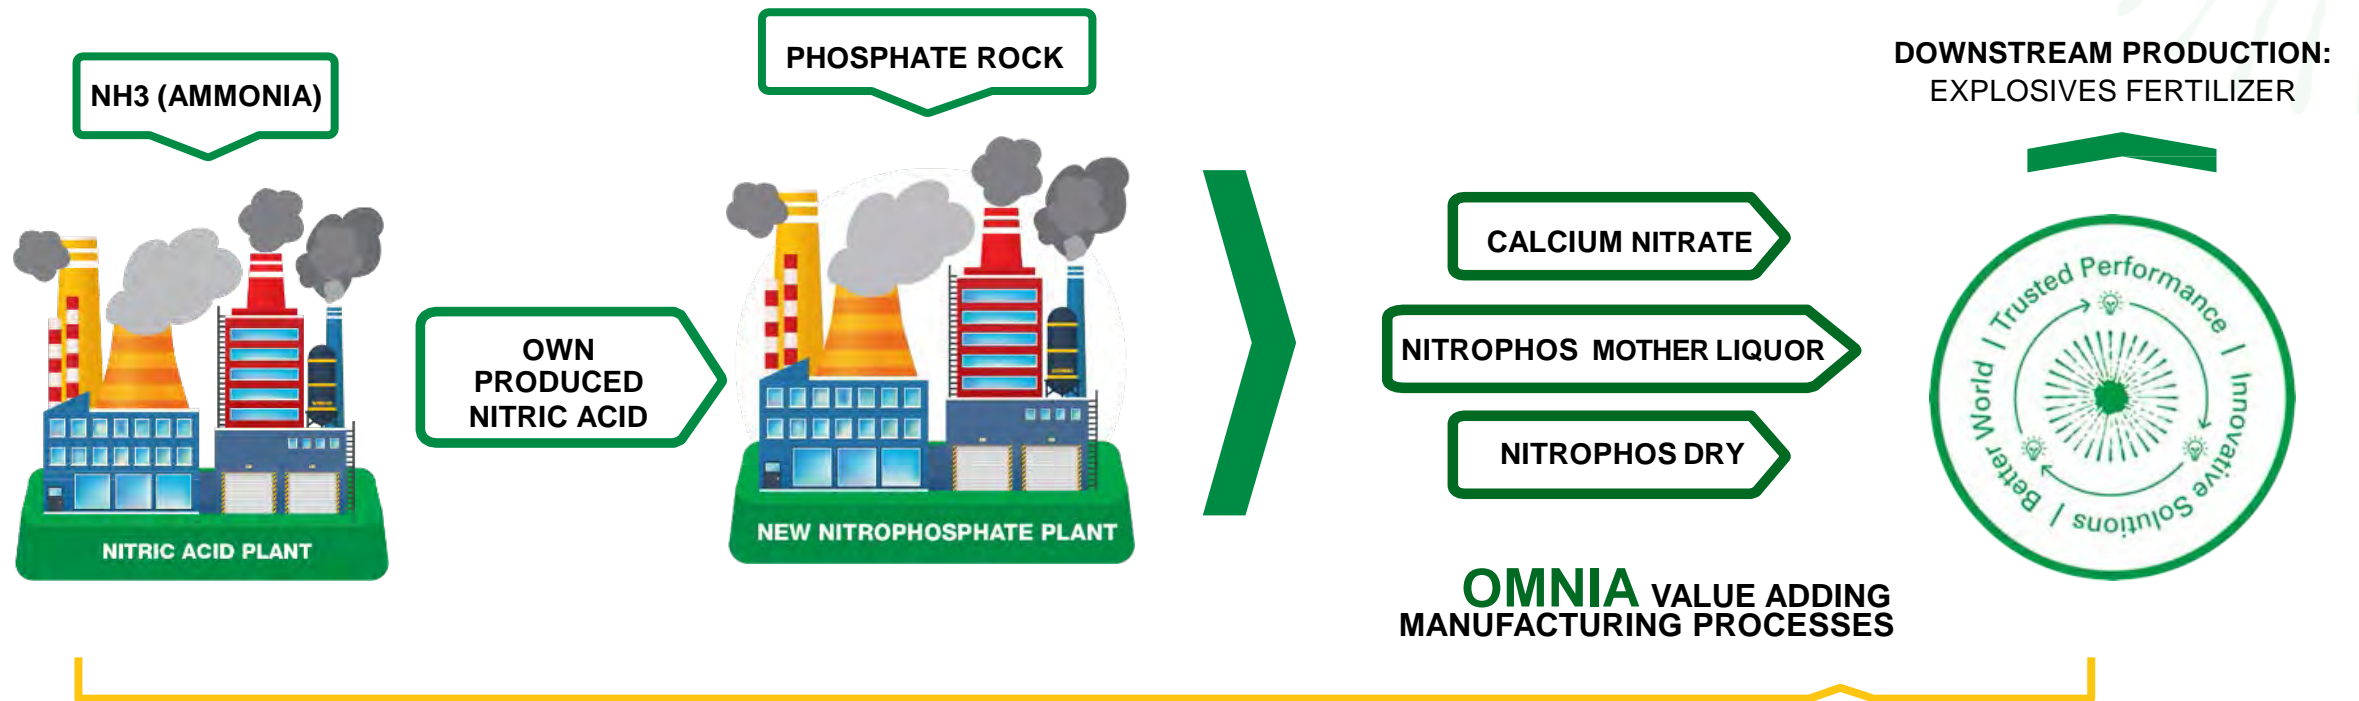 NH3 (AMMONIA)
NITRIC ACID PLANT
OWN
PRODUCED
NITRIC ACID
PHOSPHATE ROCK
NEW NITROPHOSPHATE PLANT
CALCIUM NITRATE
NITROPHOS MOTHER LIQUOR
NITROPHOS DRY
OMNIA VALUE ADDING
MANUFACTURING PROCESSES
DOWNSTREAM PRODUCTION:
EXPLOSIVES FERTILIZER
Trusted Performance | Innovative Solutions | Better World |